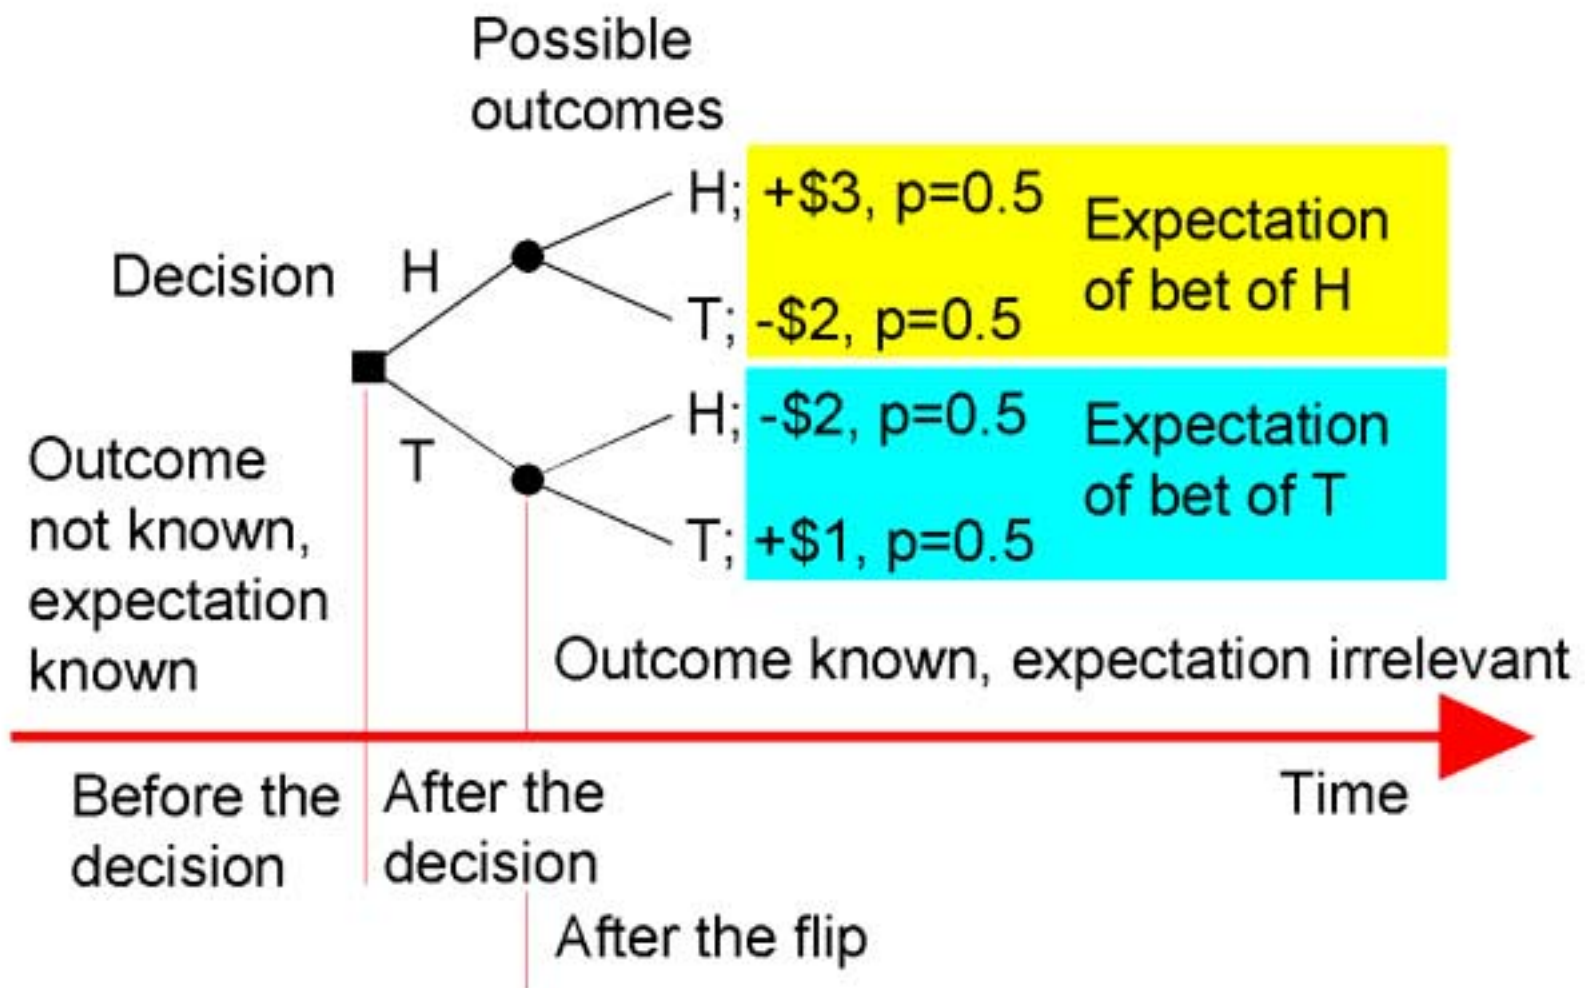 Possible
outcomes
H; +$3, p=0.5
Expectation
of bet of H
Decision
H
T; -$2, p=0.5
H; -$2, p=0.5
Expectation
of bet of T
T
T; +$1, p=0.5
Outcome
not known,
expectation
known
Outcome known, expectation irrelevant
Before the
decision
After the
decision
Time
After the flip